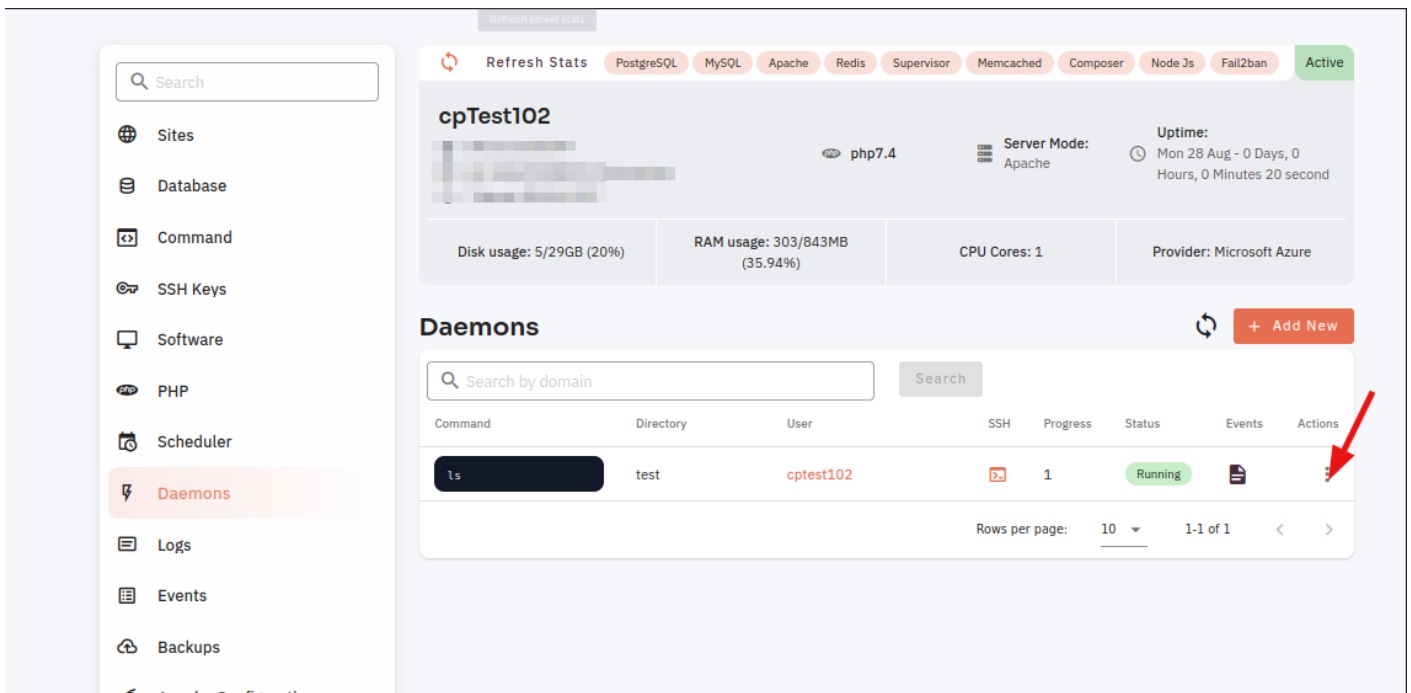 Refresh server stats
Search
Sites
Database
Command
SSH Keys
Software
PHP
Scheduler
Daemons
Logs
Events
Backups
Refresh Stats PostgreSQL MySQL Apache Redis Supervisor Memcached Composer Node Js Fail2ban Active
cpTest102
php php7.4
Server Mode:
Apache
Uptime:
Mon 28 Aug - 0 Days, 0
Hours, 0 Minutes 20 second
Disk usage: 5/29GB (20%)
RAM usage: 303/843MB
(35.94%)
CPU Cores: 1
Provider: Microsoft Azure
Daemons
+ Add New
Search by domain
Search
Command Directory User SSH Progress Status Events Actions
ls test cptest102 1 Running
Rows per page: 10 1-1 of 1